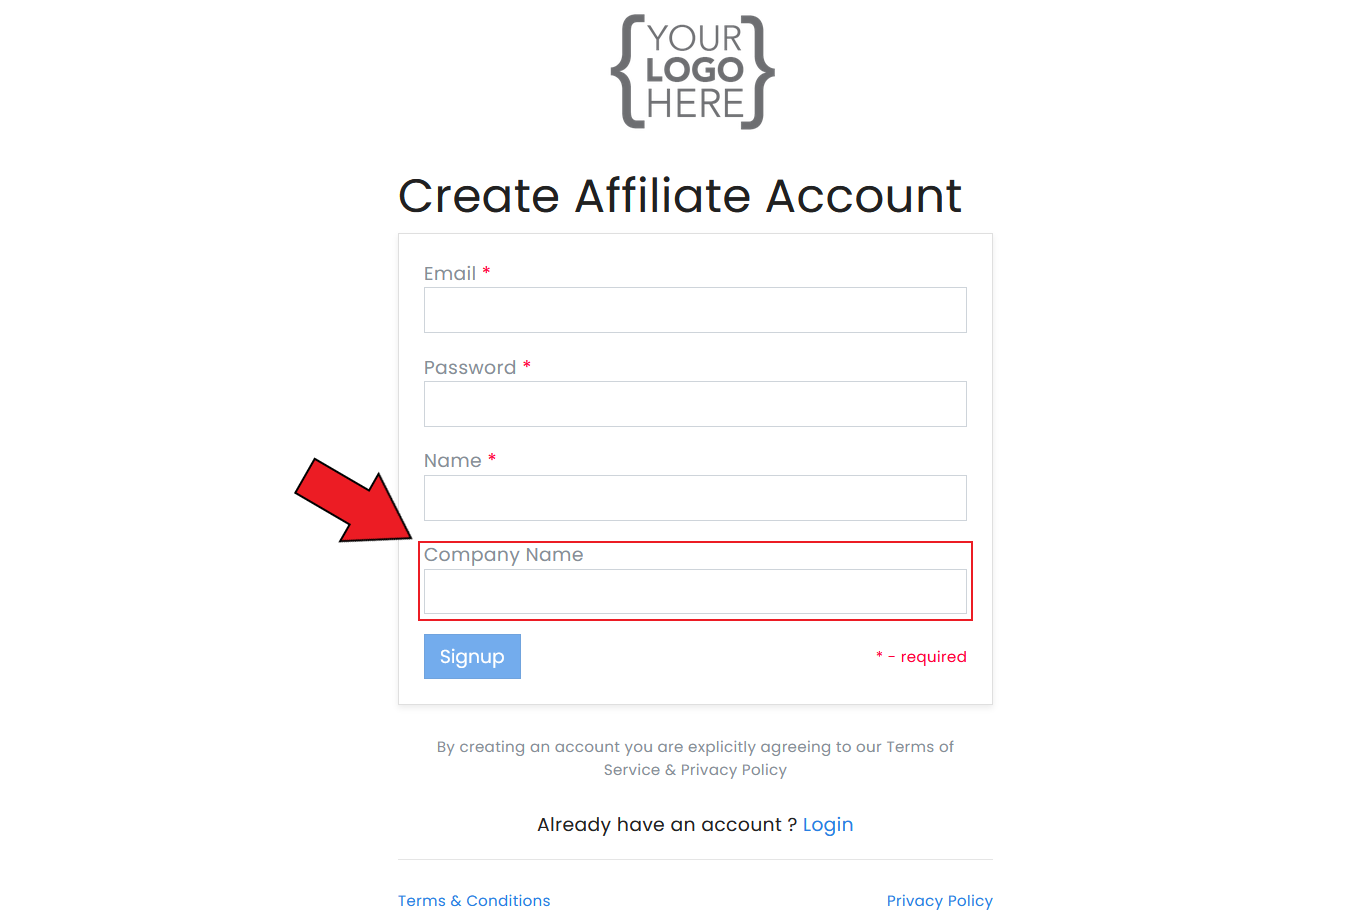 YOUR
LOGO
HERE
Create Affiliate Account
Email *
Password *
Name *
Company Name
Signup
* - required
By creating an account you are explicitly agreeing to our Terms of
Service & Privacy Policy
Already have an account ? Login
Terms & Conditions
Privacy Policy